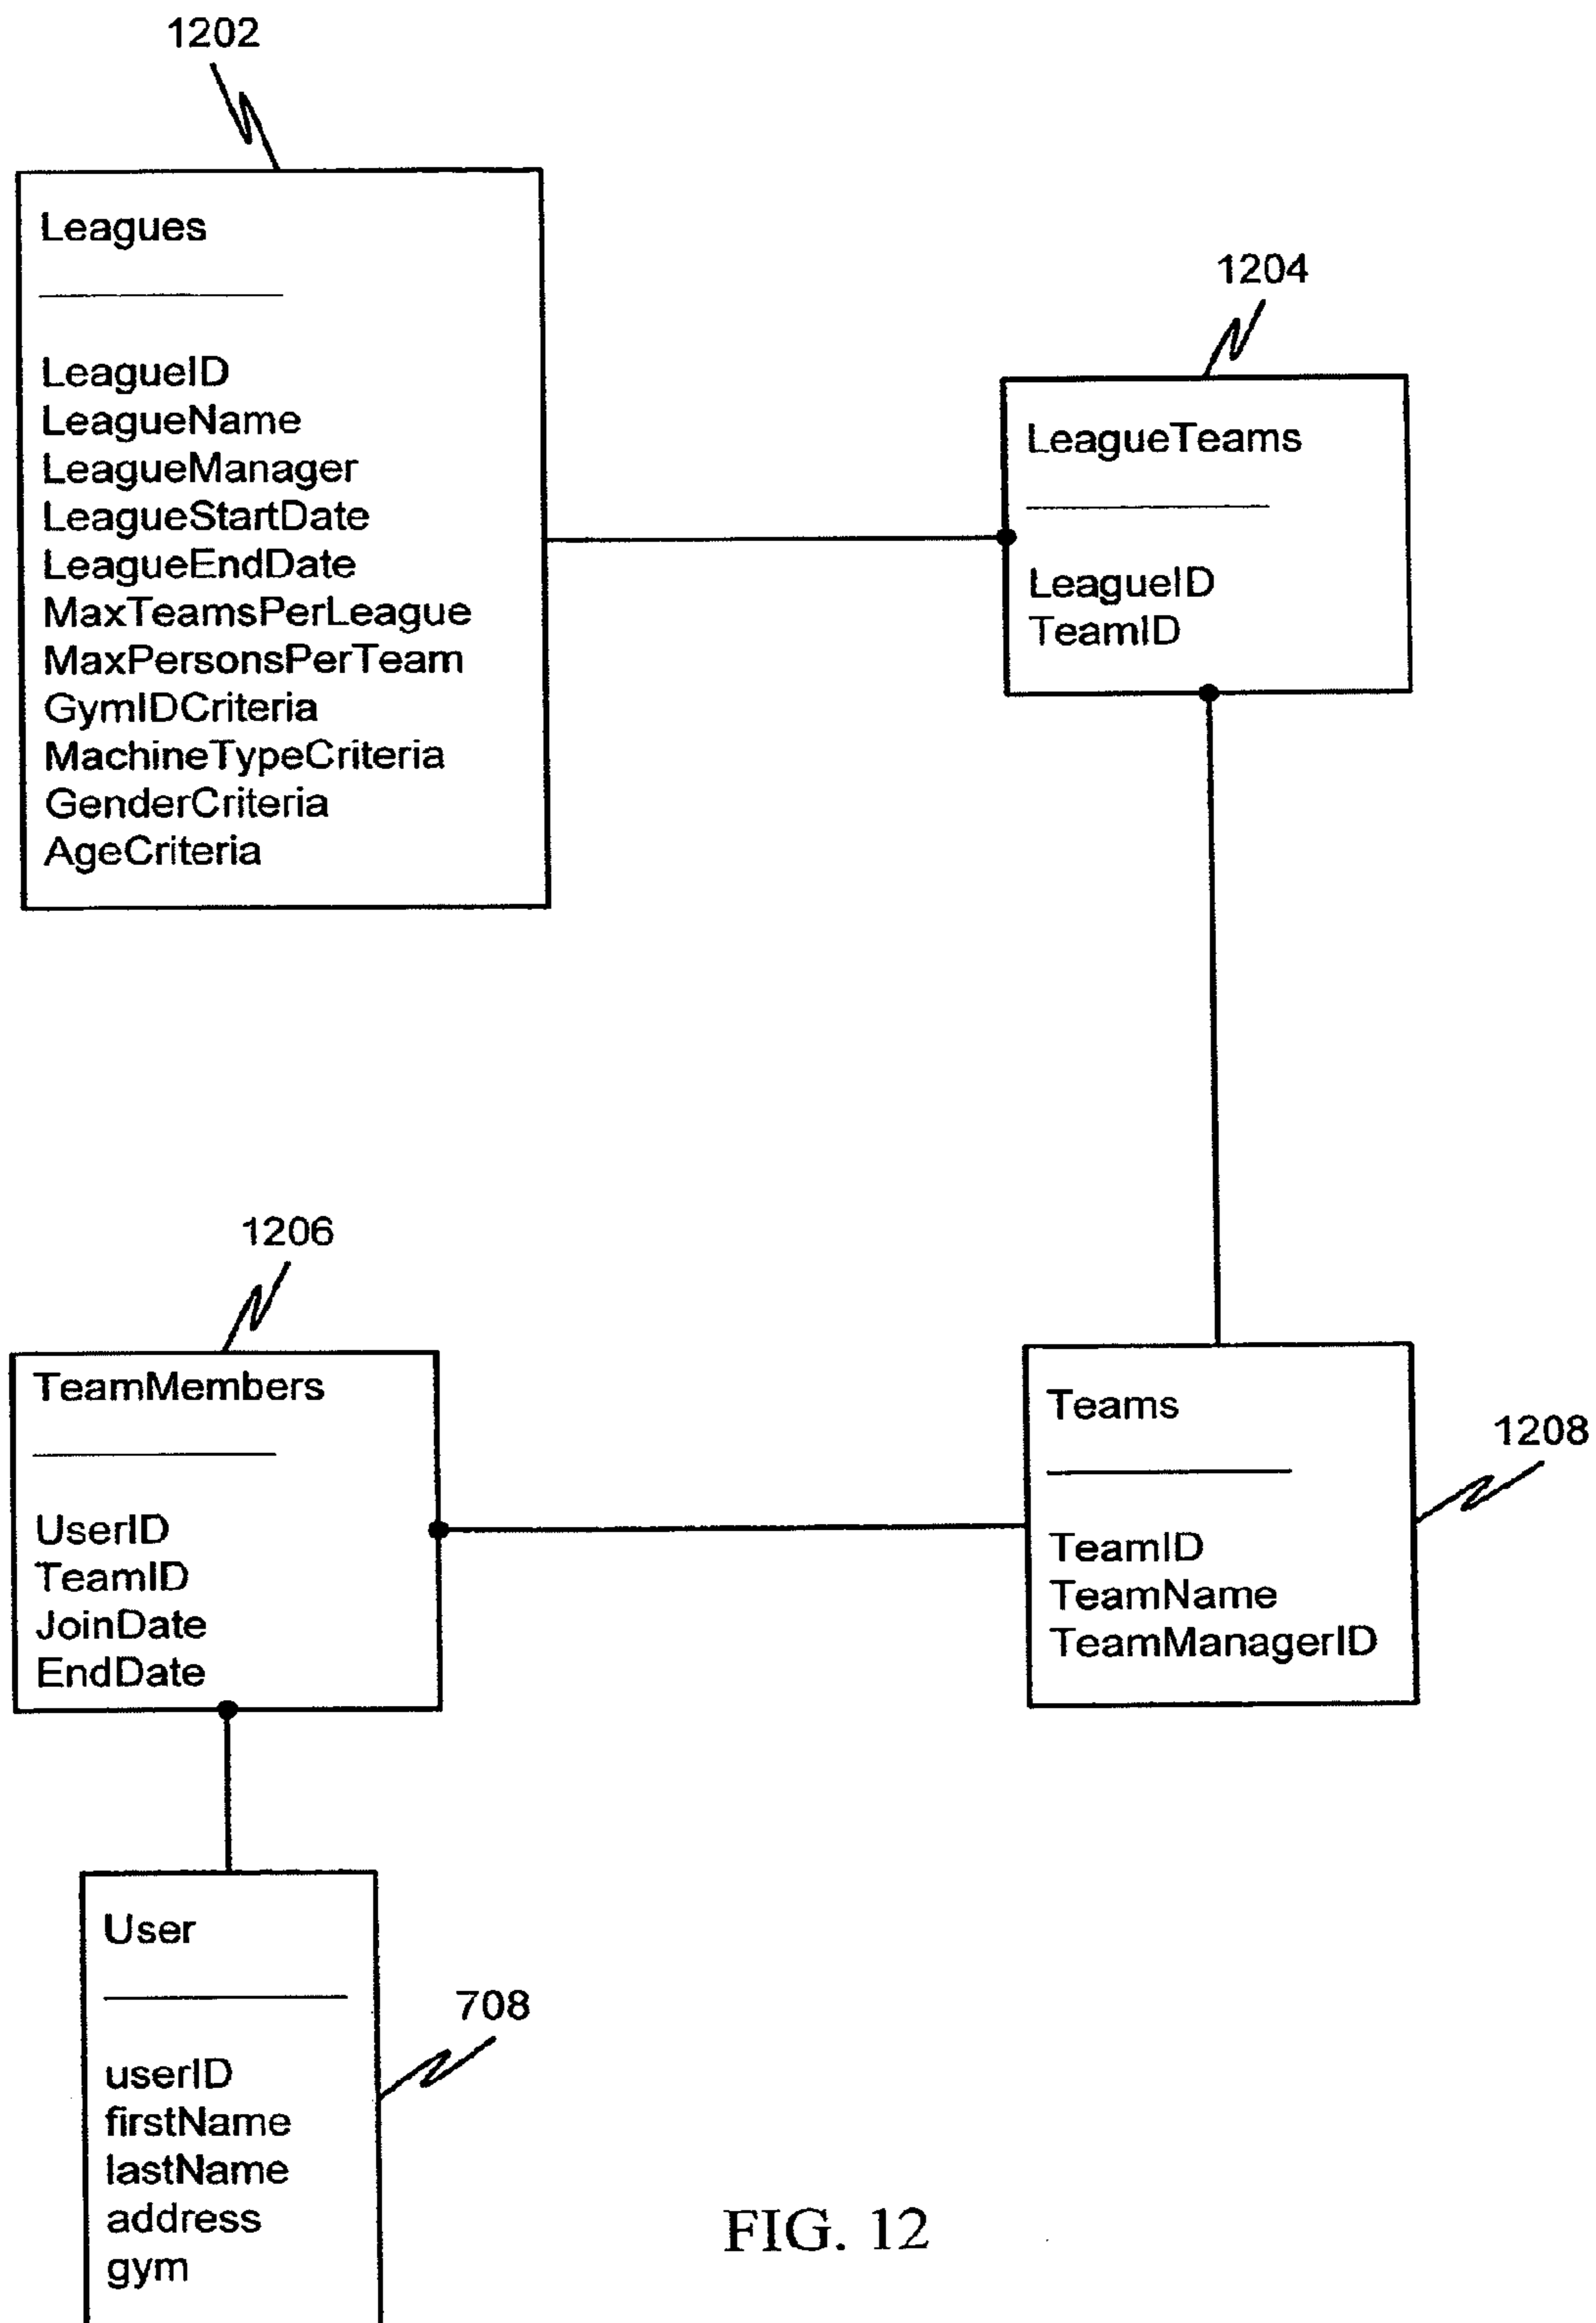 1202
Leagues
LeagueID
LeagueName
LeagueManager
LeagueStartDate
LeagueEndDate
MaxTeamsPerLeague
MaxPersonsPerTeam
GymIDCriteria
MachineTypeCriteria
GenderCriteria
AgeCriteria
1204
LeagueTeams
LeagueID
TeamID
1206
TeamMembers
UserID
TeamID
JoinDate
EndDate
Teams
TeamID
TeamName
TeamManagerID
1208
User
userID
firstName
lastName
address
gym
708
FIG. 12